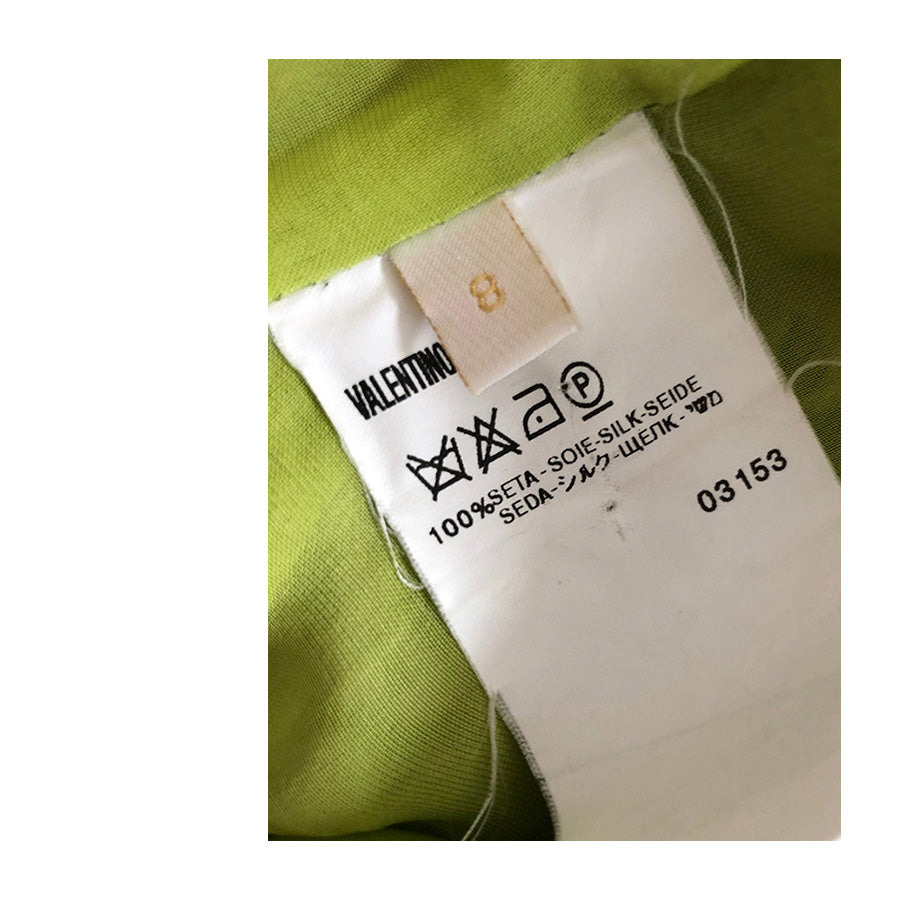 8
VALENTINO
P
100%SETA-SOIE-SILK-SEIDE
SEDA-シルク-ШЕЛК-משי
03153